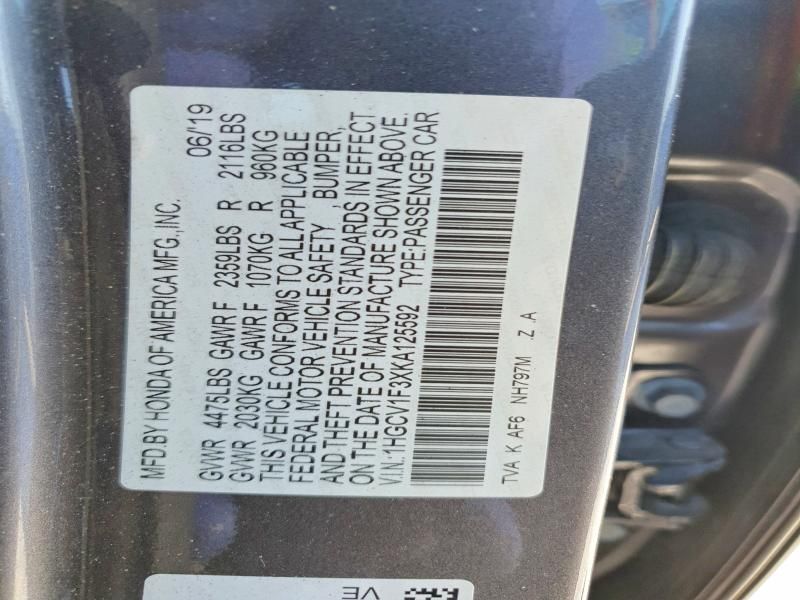 MFD.BY HONDA OF AMERICA MFG.,INC. 06/'19
GVWR 4475LBS GAWR F 2359LBS R 2116LBS
GVWR 2030KG GAWR F 1070KG R 960KG
THIS VEHICLE CONFORMS TO ALL APPLICABLE
FEDERAL MOTOR VEHICLE SAFETY , BUMPER,
AND THEFT PREVENTION STANDARDS IN EFFECT
ON THE DATE OF MANUFACTURE SHOWN ABOVE.
V.I.N.:1HGCV1F3XKA125592 TYPE:PASSENGER CAR
TVA K AF6 NH797M .Z .A
VE